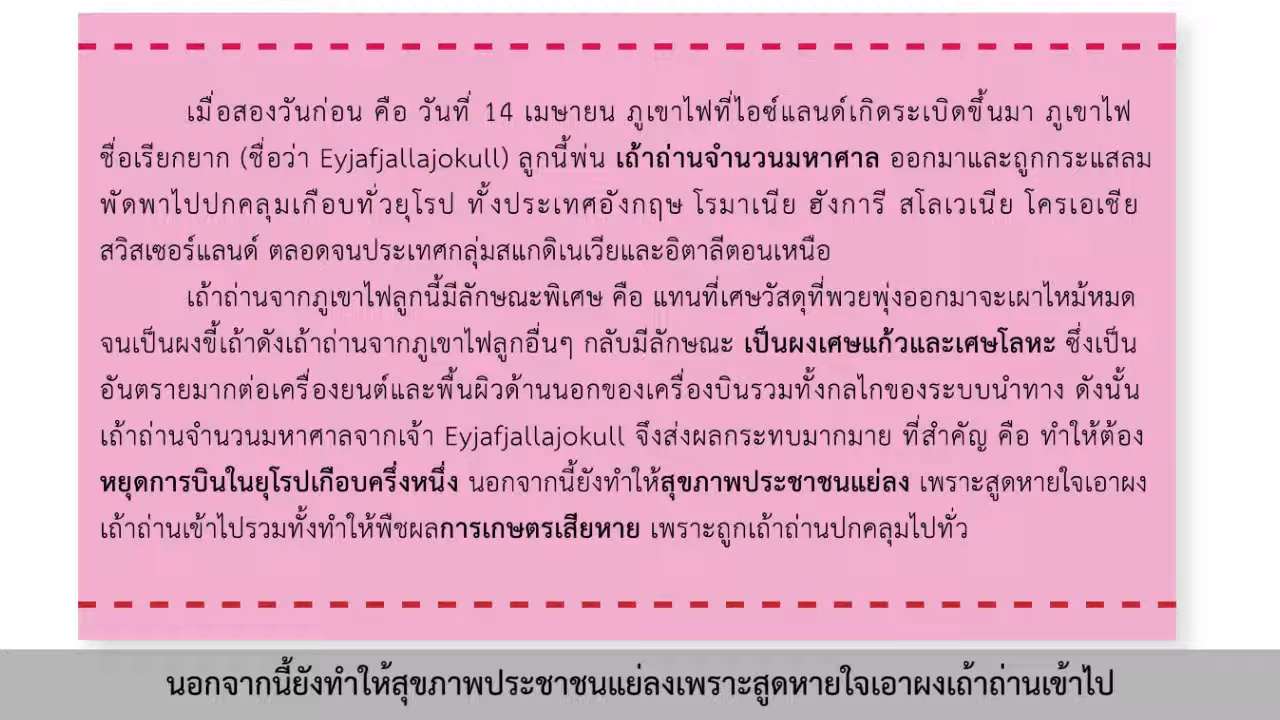 เมื่อสองวันก่อน คือ วันที่ 14 เมษายน ภูเขาไฟที่ไอซ์แลนด์เกิดระเบิดขึ้นมา ภูเขาไฟ
ชื่อเรียกยาก (ชื่อว่า Eyjafjallajokull) ลูกนี้พ่น เถ้าถ่านจำนวนมหาศาล ออกมาและถูกกระแสลม
พัดพาไปปกคลุมเกือบทั่วยุโรป ทั้งประเทศอังกฤษ โรมาเนีย ฮังการี สโลเวเนีย โครเอเชีย
สวิสเซอร์แลนด์ ตลอดจนประเทศกลุ่มสแกดิเนเวียและอิตาลีตอนเหนือ
เถ้าถ่านจากภูเขาไฟลูกนี้มีลักษณะพิเศษ คือ แทนที่เศษวัสดุที่พวยพุ่งออกมาจะเผาไหม้หมด
จนเป็นผงขี้เถ้าดังเถ้าถ่านจากภูเขาไฟลูกอื่นๆ กลับมีลักษณะ เป็นผงเศษแก้วและเศษโลหะ ซึ่งเป็น
อันตรายมากต่อเครื่องยนต์และพื้นผิวด้านนอกของเครื่องบินรวมทั้งกลไกของระบบนำทาง ดังนั้น
เถ้าถ่านจำนวนมหาศาลจากเจ้า Eyjafjallajokull จึงส่งผลกระทบมากมาย ที่สำคัญ คือ ทำให้ต้อง
หยุดการบินในยุโรปเกือบครึ่งหนึ่ง นอกจากนี้ยังทำให้สุขภาพประชาชนแย่ลง เพราะสูดหายใจเอาผง
เถ้าถ่านเข้าไปรวมทั้งทำให้พืชผลการเกษตรเสียหาย เพราะถูกเถ้าถ่านปกคลุมไปทั่ว
นอกจากนี้ยังทำให้สุขภาพประชาชนแย่ลงเพราะสูดหายใจเอาผงเถ้าถ่านเข้าไป